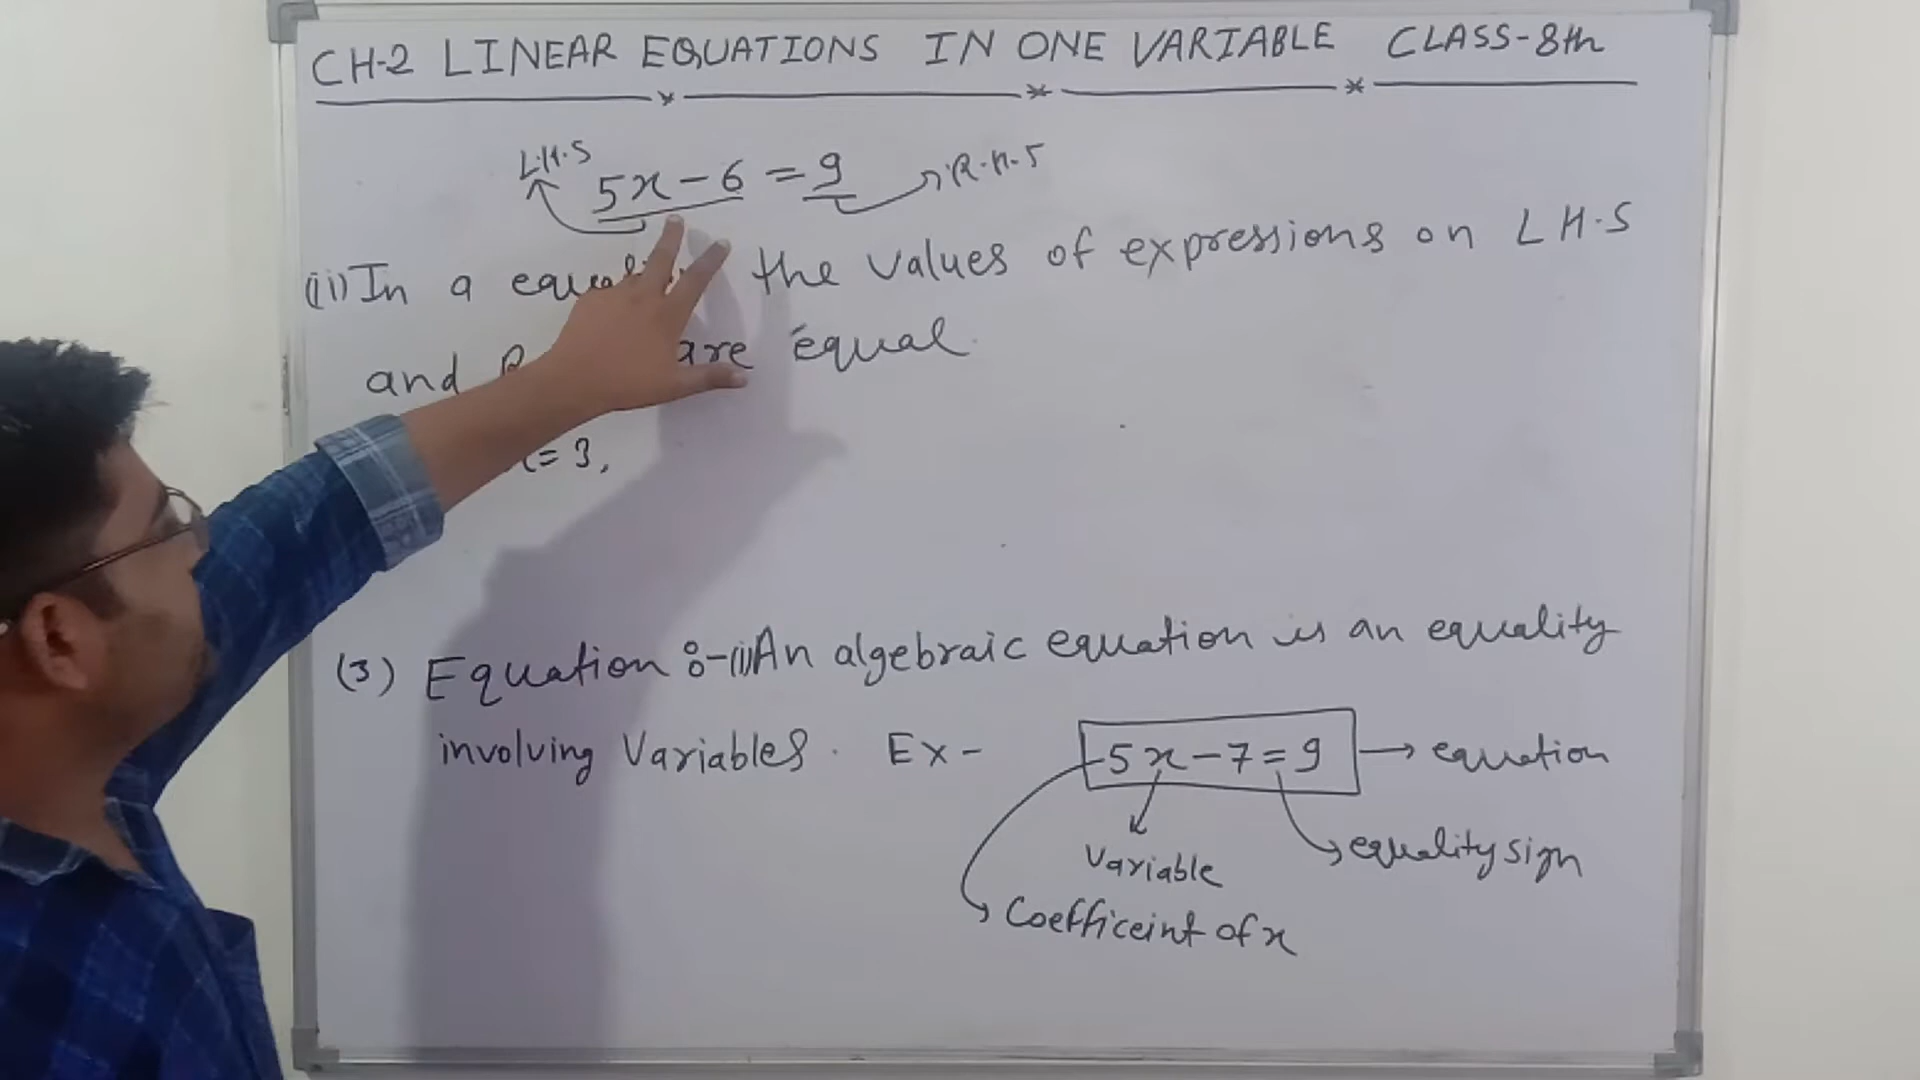 CH-2 LINEAR EQUATIONS IN ONE VARIABLE CLASS-8th
L.H.S 5x-6=9 R.H.S
(ii) In a the values of expressions on L H.S
and are equal.
=3,
(3) Equation :-(i) An algebraic equation is an equality
involving Variables. Ex- 5x-7=9 → equation
Variable equality sign
Coefficeint of x